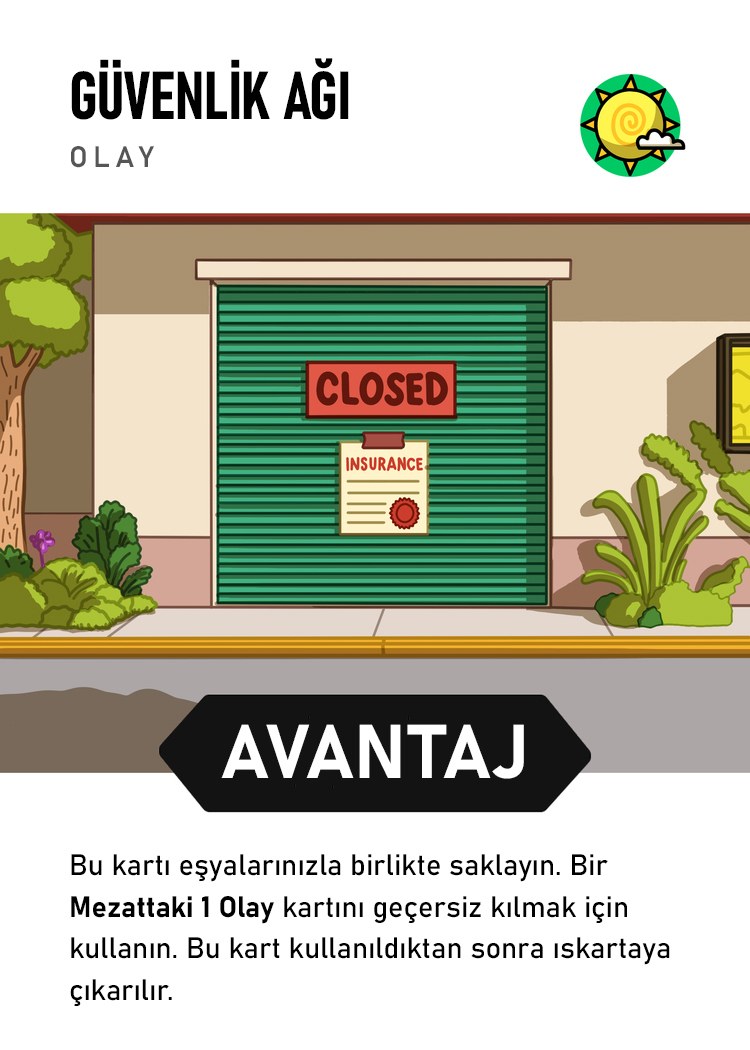 GÜVENLİK AĞI
OLAY
CLOSED
INSURANCE
AVANTAJ
Bu kartı eşyalarınızla birlikte saklayın. Bir
Mezattaki 1 Olay kartını geçersiz kılmak için
kullanın. Bu kart kullanıldıktan sonra ıskartaya
çıkarılır.